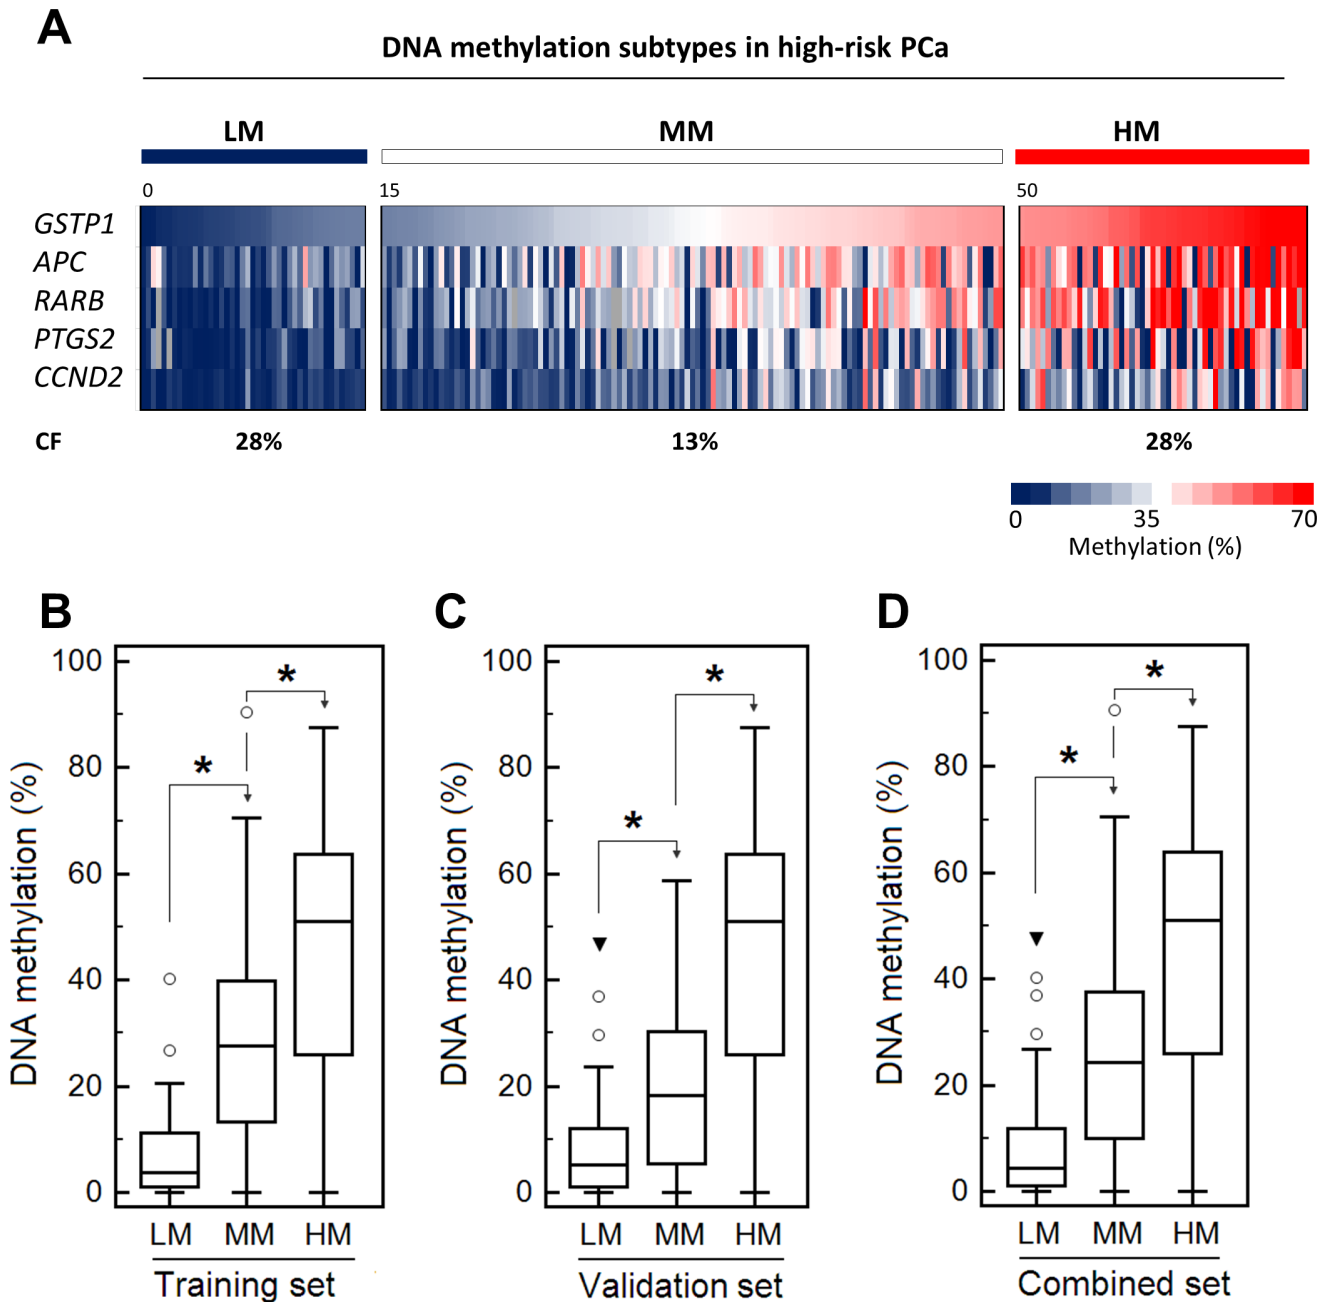 A
DNA methylation subtypes in high-risk PCa
LM MM HM
0 15 50
GSTP1
APC
RARB
PTGS2
CCND2
CF 28% 13% 28%
0 35 70
Methylation (%)
B
DNA methylation (%)
100
80
60
40
20
0
* *
LM MM HM
Training set
C
DNA methylation (%)
100
80
60
40
20
0
* *
LM MM HM
Validation set
D
DNA methylation (%)
100
80
60
40
20
0
* *
LM MM HM
Combined set